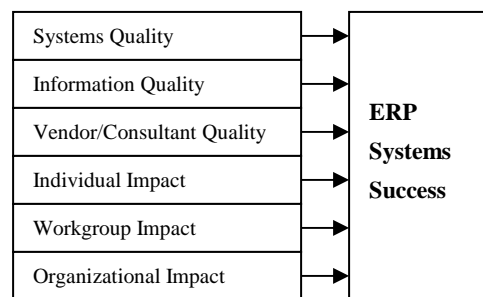 Systems Quality
Information Quality
Vendor/Consultant Quality
Individual Impact
Workgroup Impact
Organizational Impact
ERP
Systems
Success